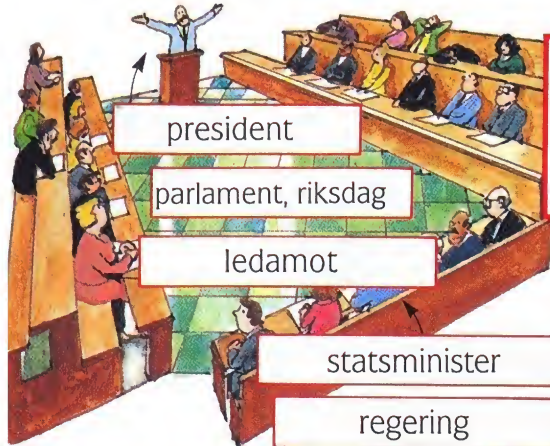 president
parlament, riksdag
ledamot
statsminister
regering